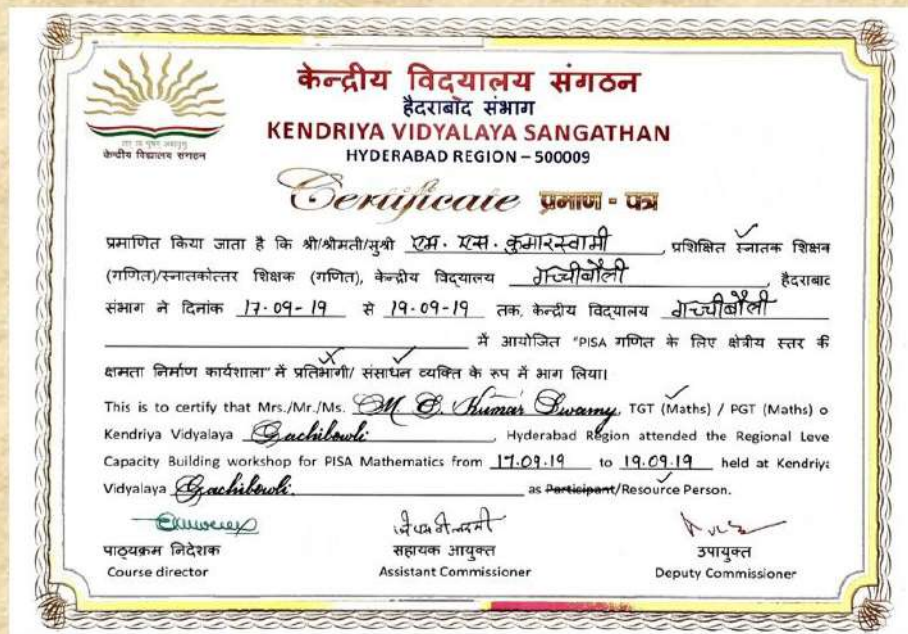 केन्द्रीय विद्यालय संगठन
हैदराबाद संभाग
KENDRIYA VIDYALAYA SANGATHAN
HYDERABAD REGION – 500009
केन्द्रीय विद्यालय संगठन
Certificate प्रमाण - पत्र
प्रमाणित किया जाता है कि श्री/श्रीमती/सुश्री एम. एस. कुमारस्वामी, प्रशिक्षित स्नातक शिक्षक
(गणित)/स्नातकोत्तर शिक्षक (गणित), केन्द्रीय विद्यालय गच्चीबौली, हैदराबाद
संभाग ने दिनांक 17-09-19 से 19-09-19 तक, केन्द्रीय विद्यालय गच्चीबौली
में आयोजित "PISA गणित के लिए क्षेत्रीय स्तर की
क्षमता निर्माण कार्यशाला" में प्रतिभागी/ संसाधन व्यक्ति के रूप में भाग लिया।
This is to certify that Mrs./Mr./Ms. M. S. Kumar Swamy, TGT (Maths) / PGT (Maths) o
Kendriya Vidyalaya Gachibowli, Hyderabad Region attended the Regional Leve
Capacity Building workshop for PISA Mathematics from 17.09.19 to 19.09.19 held at Kendriya
Vidyalaya Gachibowli. as Participant/Resource Person.
पाठ्यक्रम निदेशक सहायक आयुक्त उपायुक्त
Course director Assistant Commissioner Deputy Commissioner